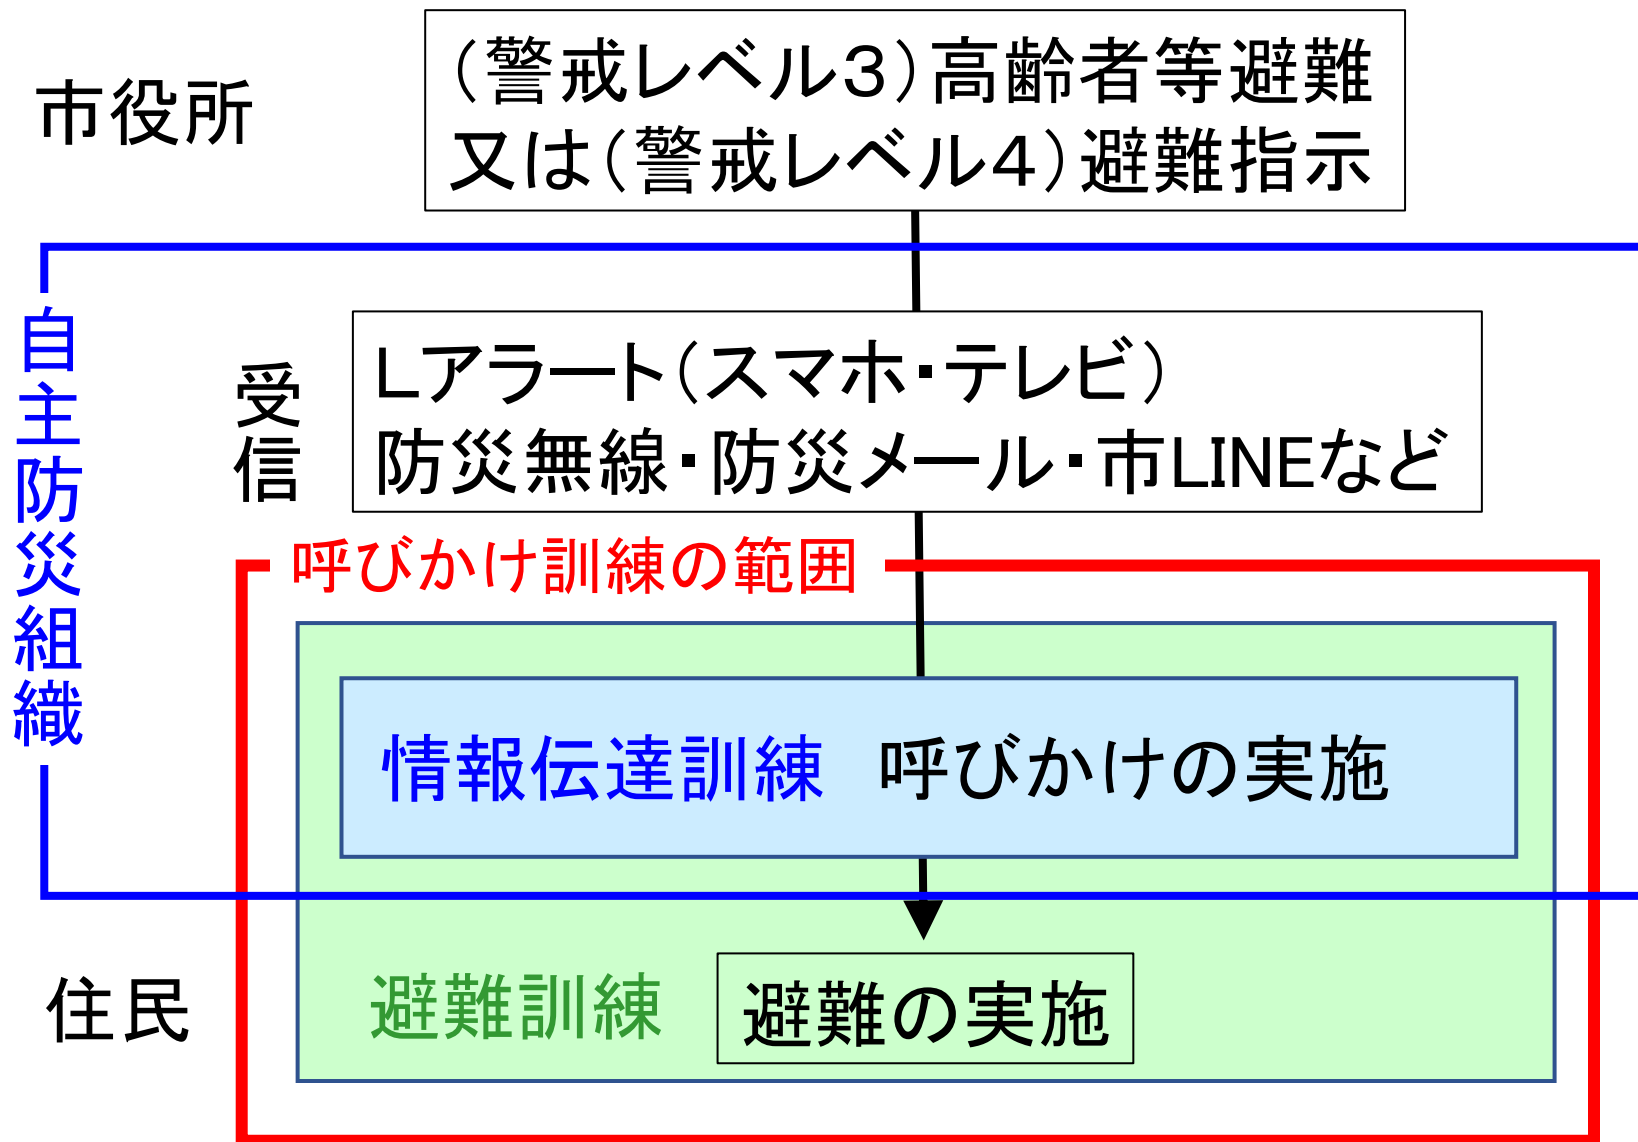 市役所
（警戒レベル３）高齢者等避難
又は（警戒レベル４）避難指示
自主防災組織
受信
Lアラート（スマホ・テレビ）
防災無線・防災メール・市LINEなど
呼びかけ訓練の範囲
情報伝達訓練　呼びかけの実施
住民
避難訓練
避難の実施